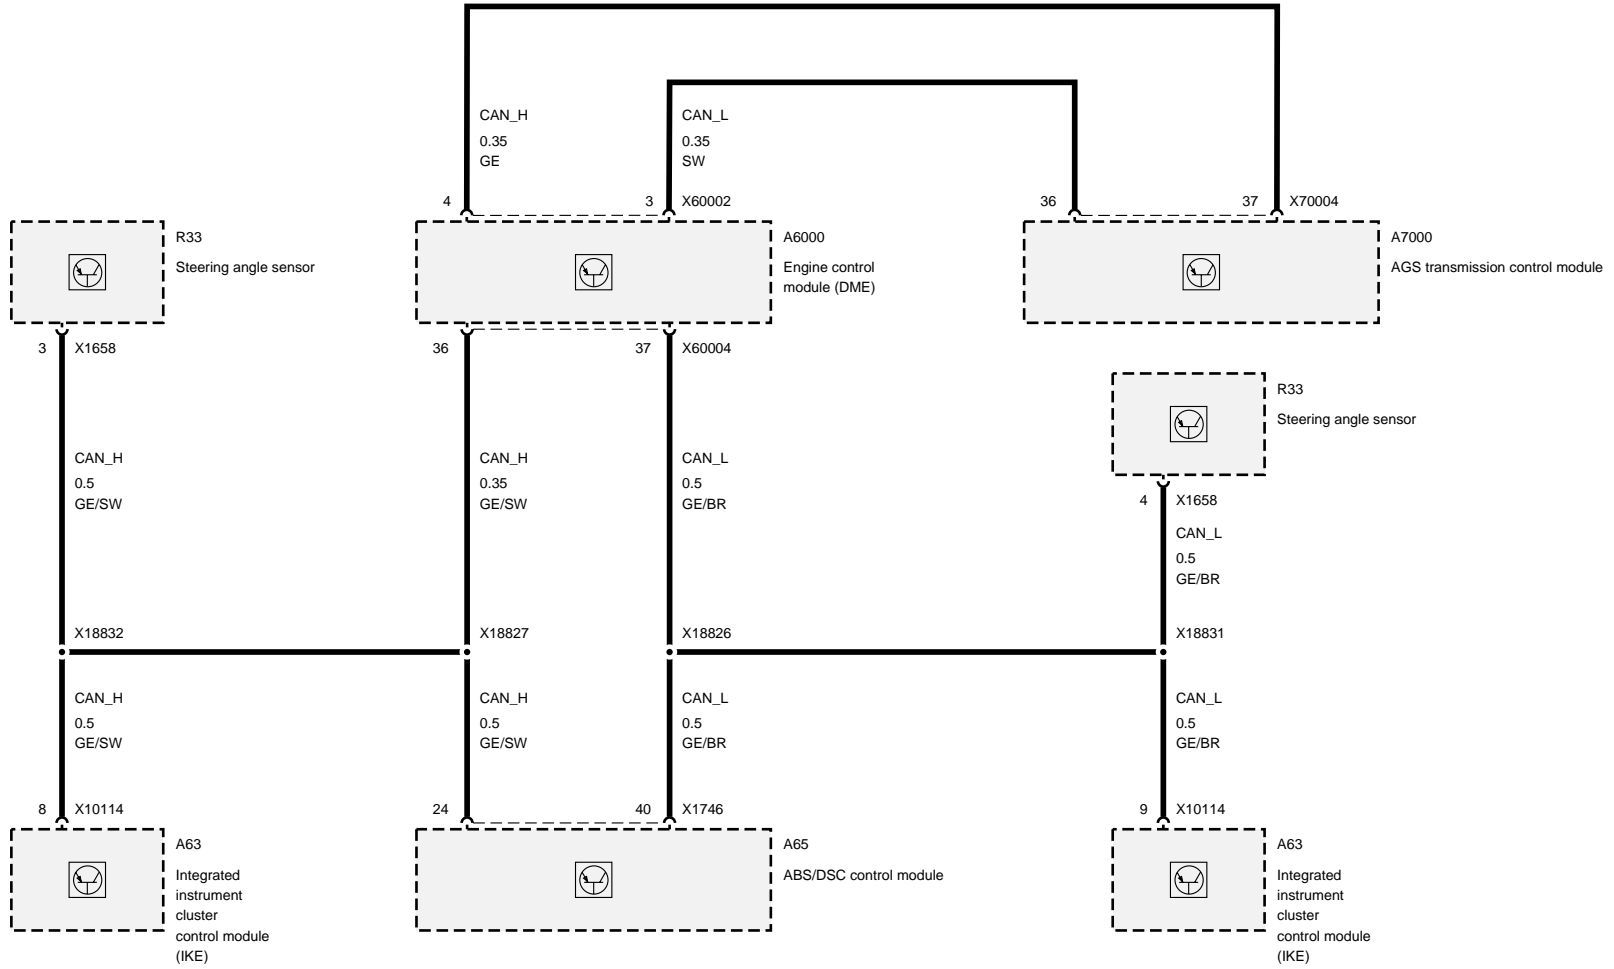 CAN_H
0.35
GE
CAN_L
0.35
SW
4
3
X60002
36
37
X70004
R33
Steering angle sensor
A6000
Engine control
module (DME)
A7000
AGS transmission control module
3
X1658
36
37
X60004
R33
Steering angle sensor
4
X1658
CAN_H
0.5
GE/SW
CAN_H
0.35
GE/SW
CAN_L
0.5
GE/BR
CAN_L
0.5
GE/BR
X18832
X18827
X18826
X18831
CAN_H
0.5
GE/SW
CAN_H
0.5
GE/SW
CAN_L
0.5
GE/BR
CAN_L
0.5
GE/BR
8
X10114
24
40
X1746
9
X10114
A63
Integrated
instrument
cluster
control module
(IKE)
A65
ABS/DSC control module
A63
Integrated
instrument
cluster
control module
(IKE)